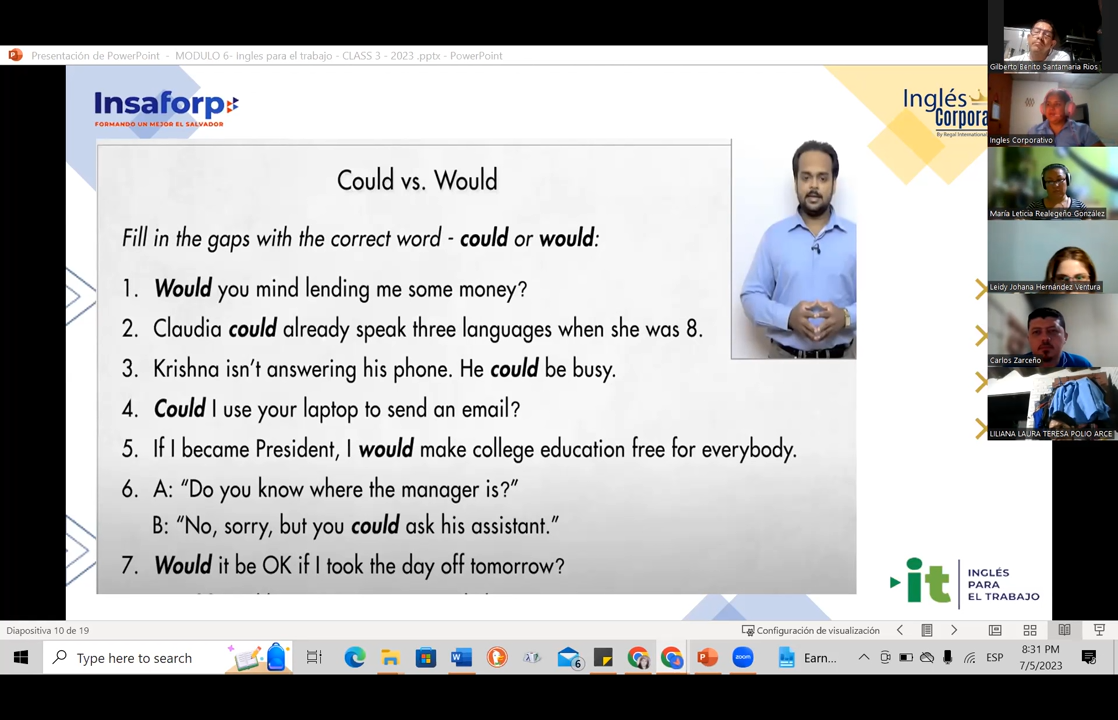 Presentación de PowerPoint - MODULO 6- Ingles para el trabajo - CLASS 3 - 2023 .pptx - PowerPoint
Gilberto Benito Santamaria Rios
Insaforp
FORMANDO UN MEJOR EL SALVADOR
Inglés
Corpora
By Regal International
Ingles Corporativo
Could vs. Would
María Leticia Realegeño González
Fill in the gaps with the correct word - could or would:
1. Would you mind lending me some money?
Leidy Johana Hernández Ventura
2. Claudia could already speak three languages when she was 8.
3. Krishna isn't answering his phone. He could be busy.
Carlos Zarceño
4. Could I use your laptop to send an email?
LILIANA LAURA TERESA POLIO ARCE
5. If I became President, I would make college education free for everybody.
6. A: "Do you know where the manager is?"
B: "No, sorry, but you could ask his assistant."
7. Would it be OK if I took the day off tomorrow?
it
INGLÉS
PARA
EL TRABAJO
Diapositiva 10 de 19
Configuración de visualización
Type here to search
6
Earn...
ESP
8:31 PM
7/5/2023